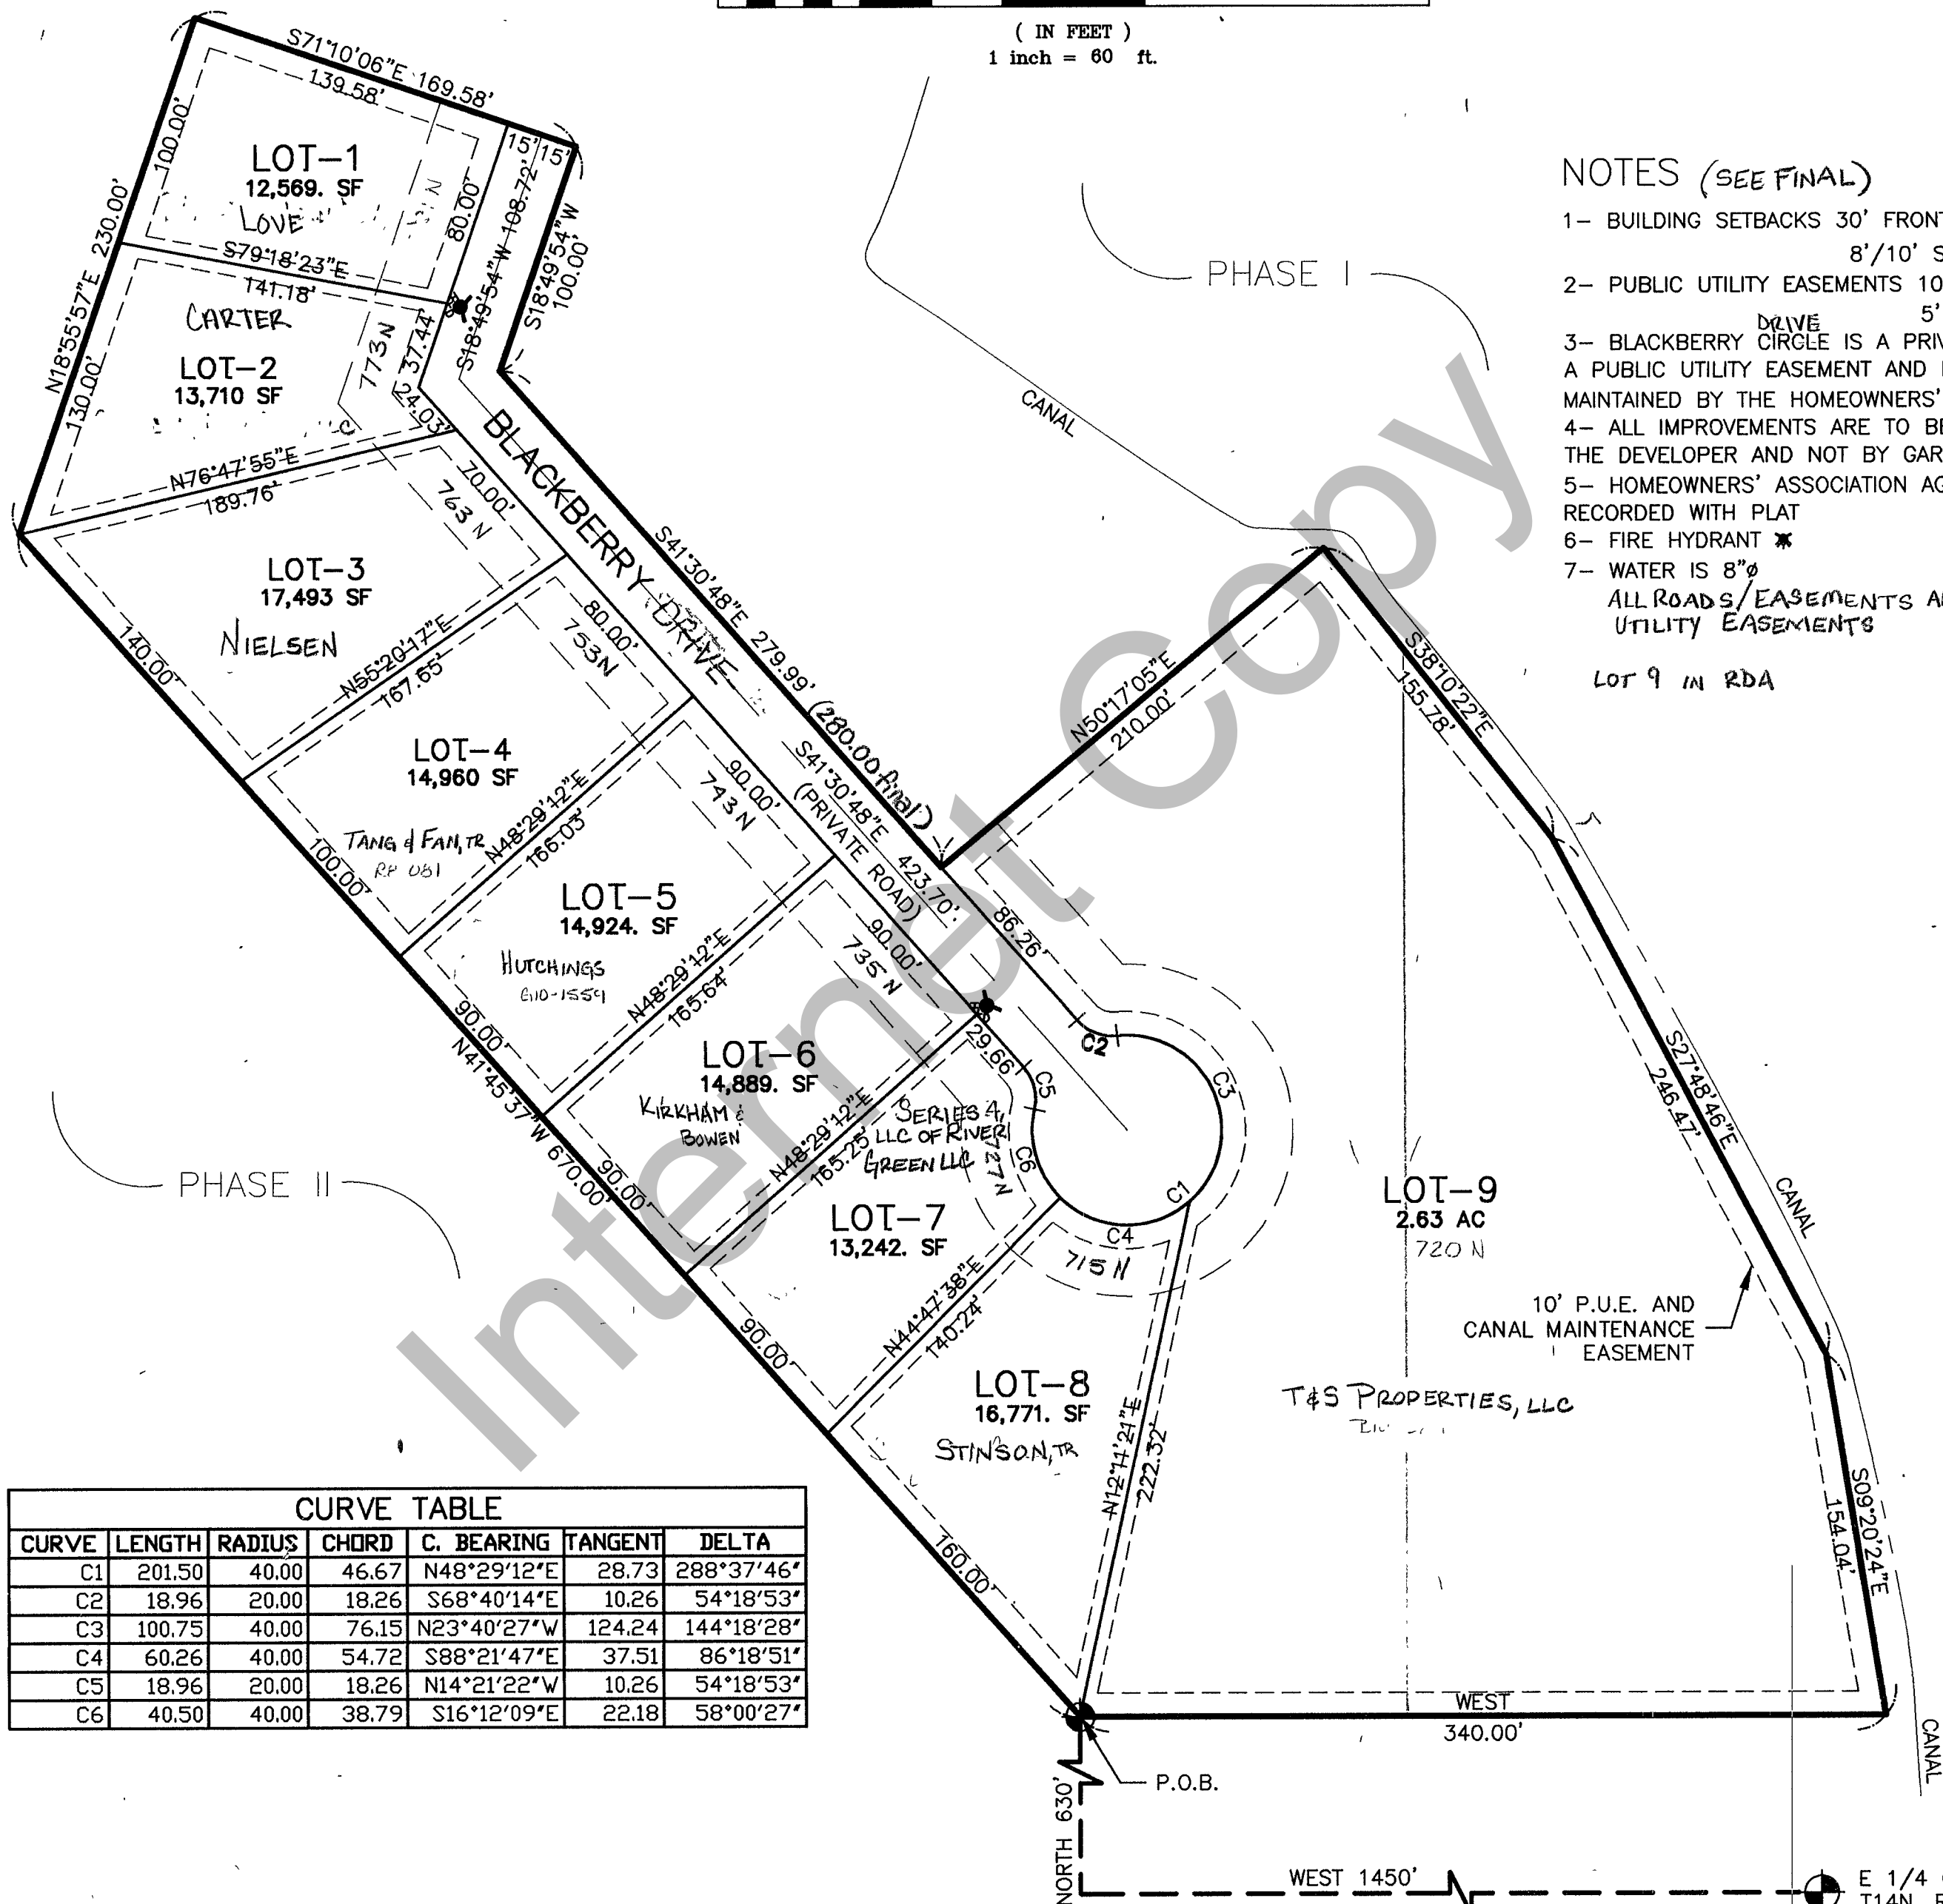 ( IN FEET )
1 inch = 60 ft.
S71°10'06"E 169.58'
139.58'
100.00'
LOT-1
12,569. SF
LOVE
15' 15'
80.00'
S18°49'54"W 108.72'
S18°49'54"W
100.00'
N18°55'57"E 230.00'
S79°18'23"E
141.18'
CARTER
LOT-2
13,710 SF
130.00'
773 N
37.44'
24.03'
N76°47'55"E
189.76'
70.00'
763 N
LOT-3
17,493 SF
NIELSEN
140.00'
BLACKBERRY DRIVE
S41°30'48"E 279.99' (280.00 final)
N55°20'17"E
167.65'
80.00'
753N
LOT-4
14,960 SF
TANG & FAN, TR
100.00'
N48°29'12"E
166.03'
90.00'
743 N
S41°30'48"E 423.70'
(PRIVATE ROAD)
LOT-5
14,924. SF
HUTCHINGS
90.00'
N41°45'37"W 670.00'
N48°29'12"E
165.64'
90.00'
735 N
86.26'
LOT-6
14,889. SF
KIRKHAM &
BOWEN
90.00'
N48°29'12"E
165.25'
29.66'
C5
C2
C3
C6
C1
C4
SERIES 4,
LLC OF RIVER
GREEN LLC
727N
LOT-7
13,242. SF
90.00'
N44°47'38"E
140.24'
715 N
LOT-8
16,771. SF
STINSON, TR
160.00'
N12°11'21"E
222.32'
PHASE I
PHASE II
CANAL
N50°17'05"E
210.00'
S38°10'22"E
155.78'
S27°48'46"E
246.47'
CANAL
LOT-9
2.63 AC
720 N
10' P.U.E. AND
CANAL MAINTENANCE
EASEMENT
T&S PROPERTIES, LLC
S09°20'24"E
154.04'
CANAL
WEST
340.00'
P.O.B.
NORTH 630'
WEST 1450'
E 1/4
T14N,
NOTES (SEE FINAL)
1- BUILDING SETBACKS 30' FRONT
8'/10' S
2- PUBLIC UTILITY EASEMENTS 10
5'
DRIVE
3- BLACKBERRY CIRCLE IS A PRIV
A PUBLIC UTILITY EASEMENT AND
MAINTAINED BY THE HOMEOWNERS'
4- ALL IMPROVEMENTS ARE TO BE
THE DEVELOPER AND NOT BY GAR
5- HOMEOWNERS' ASSOCIATION AG
RECORDED WITH PLAT
6- FIRE HYDRANT
7- WATER IS 8"ø
ALL ROADS/EASEMENTS A
UTILITY EASEMENTS
LOT 9 IN RDA
CURVE TABLE
CURVE LENGTH RADIUS CHORD C. BEARING TANGENT DELTA
C1 201.50 40.00 46.67 N48°29'12"E 28.73 288°37'46"
C2 18.96 20.00 18.26 S68°40'14"E 10.26 54°18'53"
C3 100.75 40.00 76.15 N23°40'27"W 124.24 144°18'28"
C4 60.26 40.00 54.72 S88°21'47"E 37.51 86°18'51"
C5 18.96 20.00 18.26 N14°21'22"W 10.26 54°18'53"
C6 40.50 40.00 38.79 S16°12'09"E 22.18 58°00'27"
Internet Copy